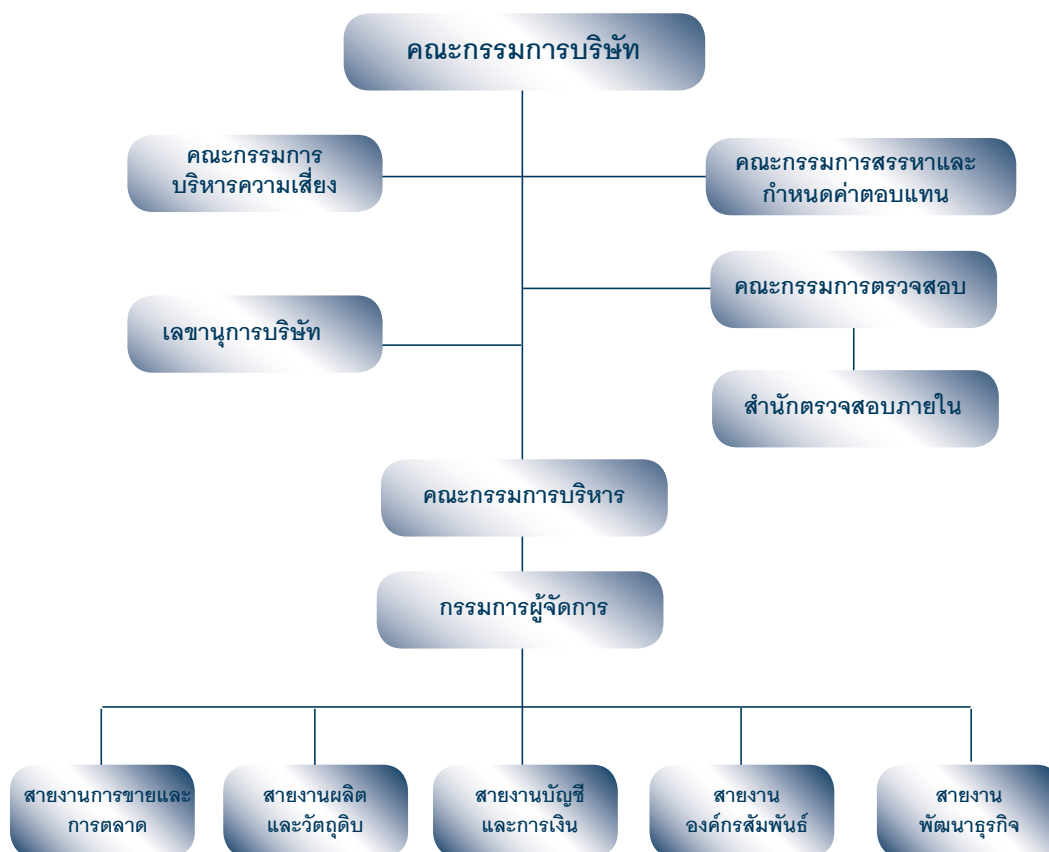 คณะกรรมการบริษัท
คณะกรรมการ
บริหารความเสี่ยง
คณะกรรมการสรรหาและ
กำหนดค่าตอบแทน
คณะกรรมการตรวจสอบ
เลขานุการบริษัท
สำนักตรวจสอบภายใน
คณะกรรมการบริหาร
กรรมการผู้จัดการ
สายงานการขายและ
การตลาด
สายงานผลิต
และวัตถุดิบ
สายงานบัญชี
และการเงิน
สายงาน
องค์กรสัมพันธ์
สายงาน
พัฒนาธุรกิจ